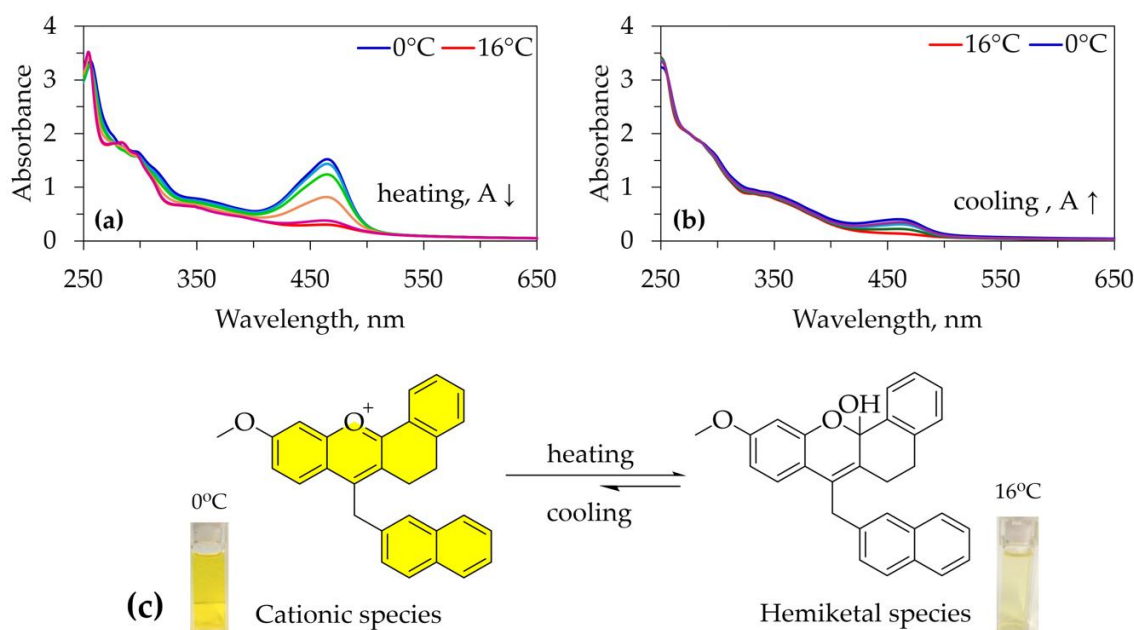 4
3
2
1
0
Absorbance
0°C 16°C
(a)
heating, A ↓
250 350 450 550 650
Wavelength, nm
4
3
2
1
0
Absorbance
16°C 0°C
(b)
cooling , A ↑
250 350 450 550 650
Wavelength, nm
O
O+
heating
cooling
OH
O
O
0°C
16°C
(c)
Cationic species
Hemiketal species